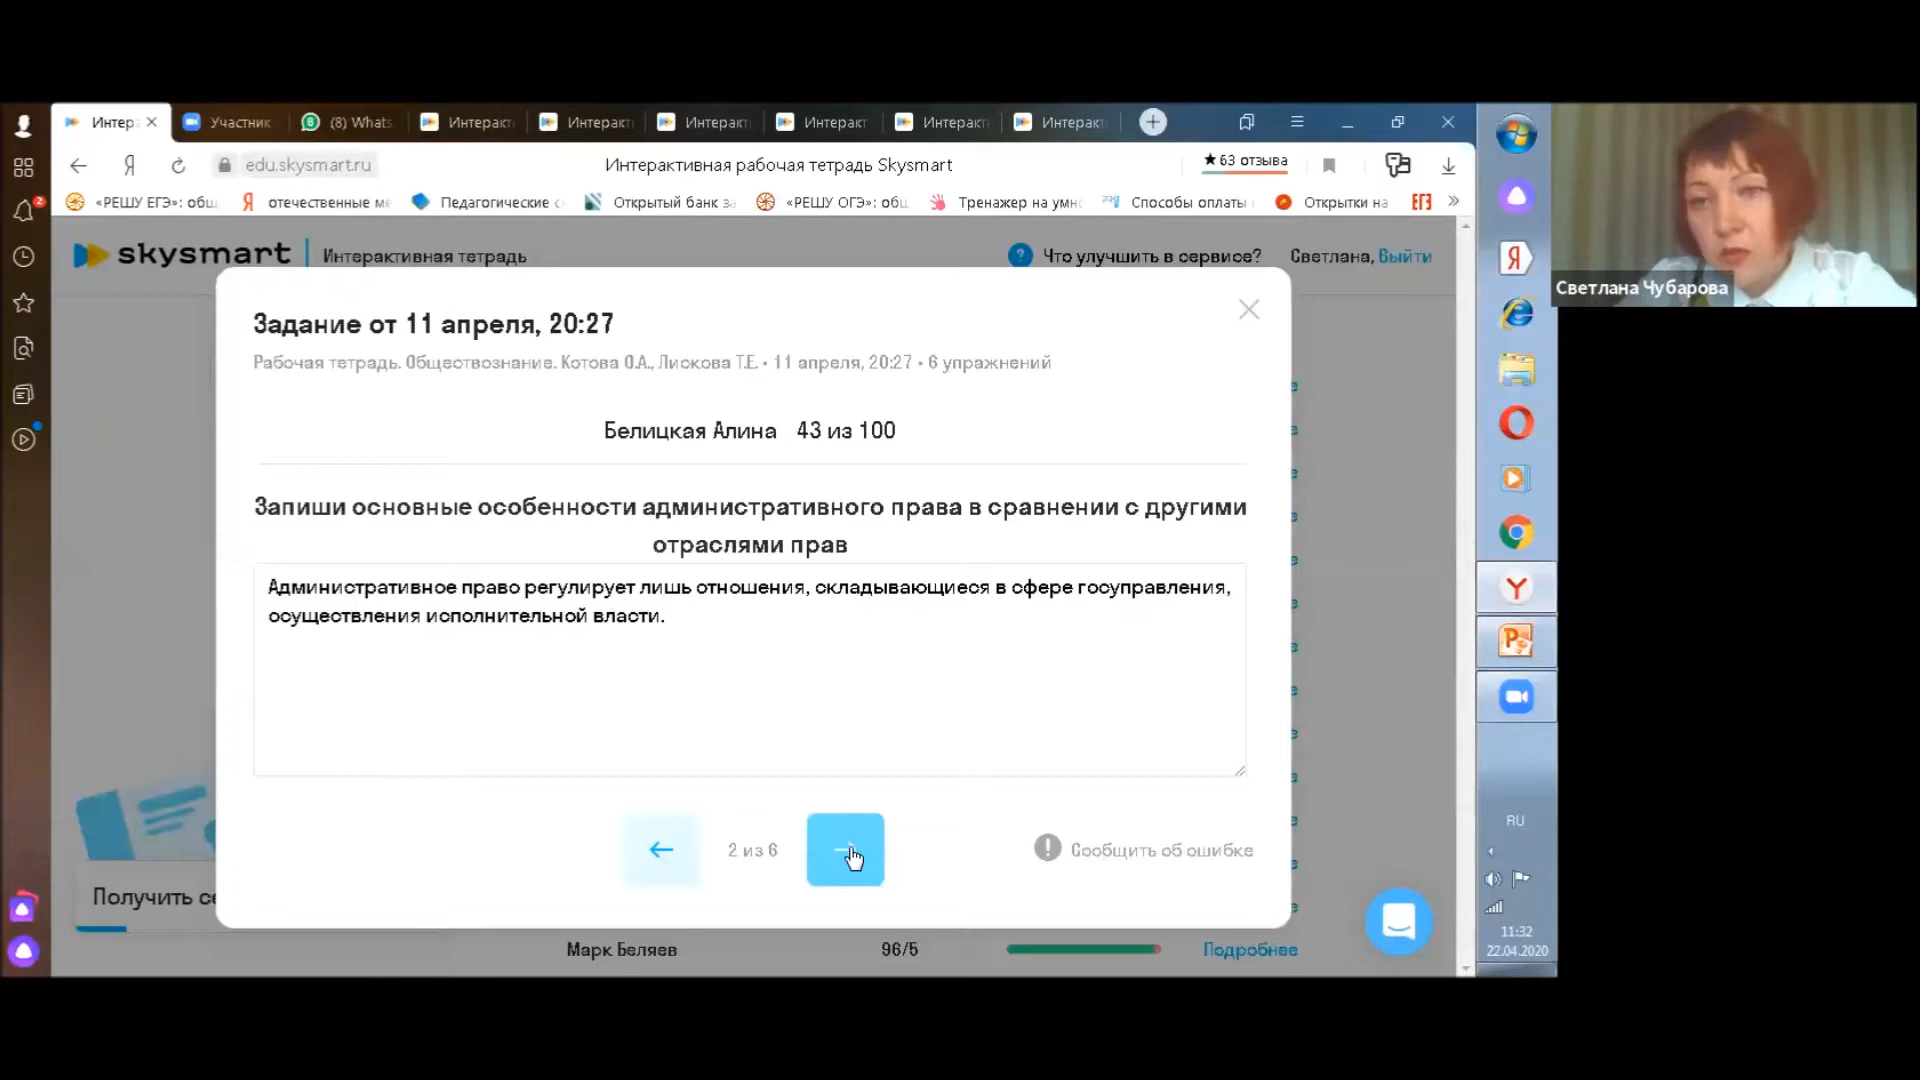 Интер
Участник
(8) Whats
Интеракт
Интеракт
Интеракт
Интеракт
Интеракт
Интеракт
edu.skysmart.ru
Интерактивная рабочая тетрадь Skysmart
★63 отзыва
«РЕШУ ЕГЭ»: общ
отечественные ме
Педагогические с
Открытый банк за
«РЕШУ ОГЭ»: общ
Тренажер на умн
Способы оплаты
Открытки на
ЕГЭ
skysmart
Интерактивная тетрадь
Что улучшить в сервисе?
Светлана, Выйти
Светлана Чубарова
Задание от 11 апреля, 20:27
Рабочая тетрадь. Обществознание. Котова О.А., Лискова Т.Е. • 11 апреля, 20:27 • 6 упражнений
Белицкая Алина 43 из 100
Запиши основные особенности административного права в сравнении с другими
отраслями прав
Административное право регулирует лишь отношения, складывающиеся в сфере госуправления,
осуществления исполнительной власти.
2 из 6
Сообщить об ошибке
Получить се
Марк Беляев
96/5
Подробнее
RU
11:32
22.04.2020